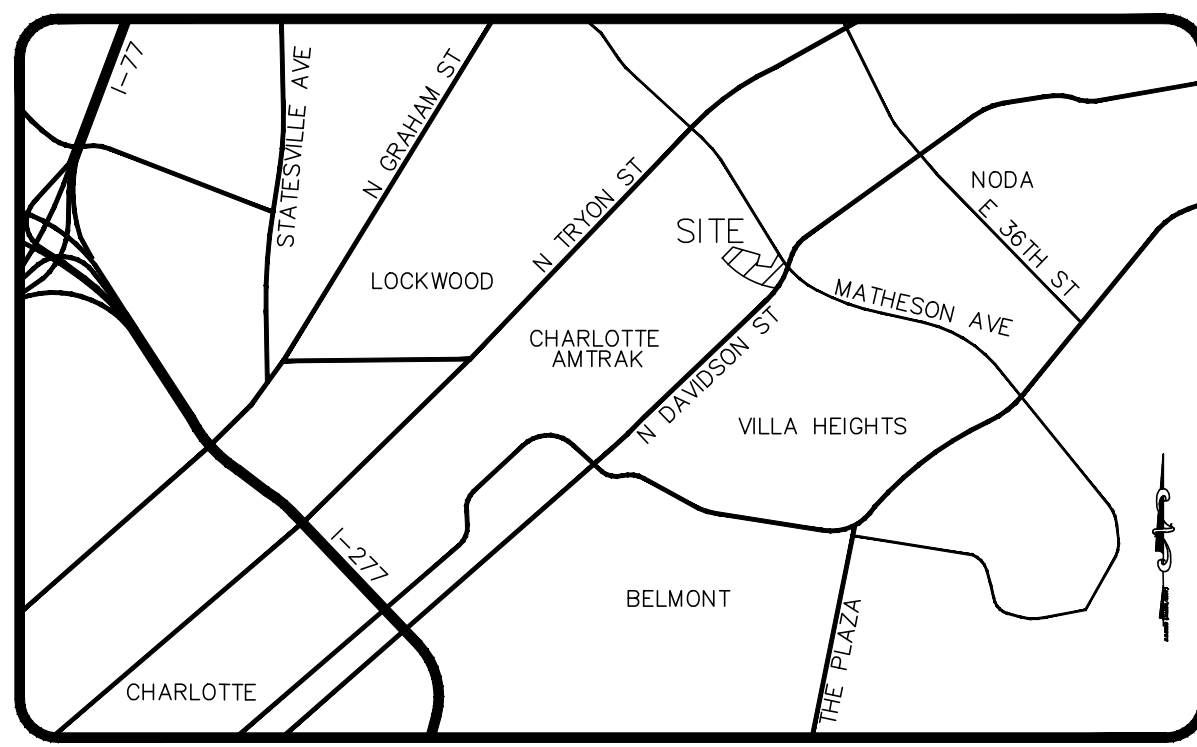 I-77
STATESVILLE AVE
N GRAHAM ST
N TRYON ST
NODA
E 36TH ST
SITE
LOCKWOOD
MATHESON AVE
CHARLOTTE
AMTRAK
N DAVIDSON ST
VILLA HEIGHTS
I-277
BELMONT
THE PLAZA
CHARLOTTE